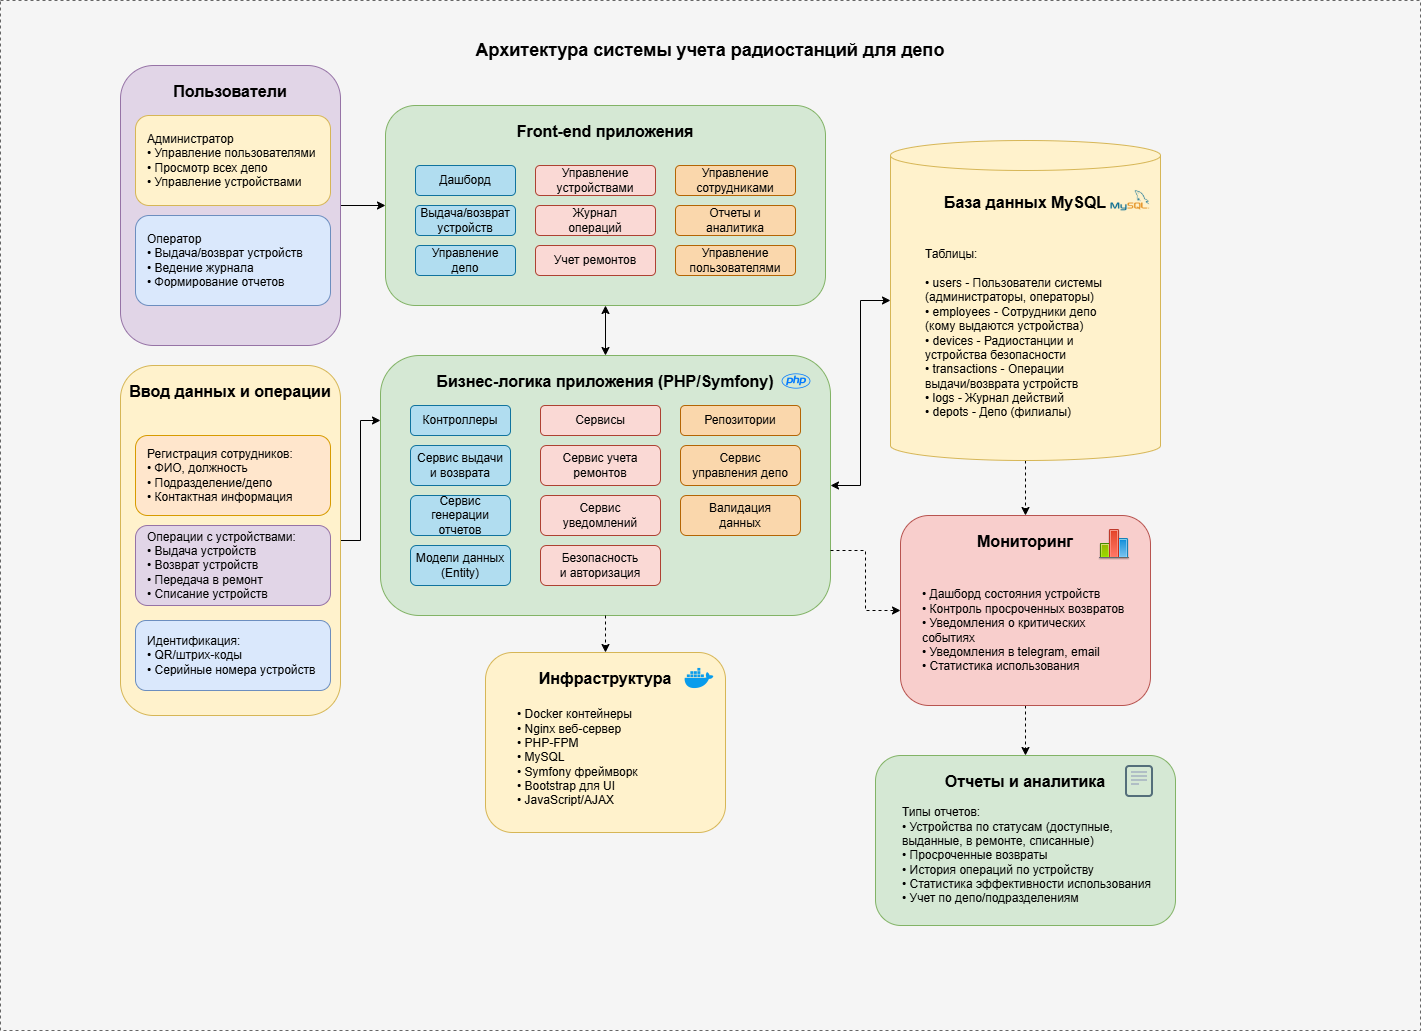 Архитектура системы учета радиостанций для депо
Пользователи
Администратор
• Управление пользователями
• Просмотр всех депо
• Управление устройствами
Оператор
• Выдача/возврат устройств
• Ведение журнала
• Формирование отчетов
Front-end приложения
Дашборд
Управление
устройствами
Управление
сотрудниками
Выдача/возврат
устройств
Журнал
операций
Отчеты и
аналитика
Управление
депо
Учет ремонтов
Управление
пользователями
База данных MySQL
MySQL
Таблицы:
• users - Пользователи системы
(администраторы, операторы)
• employees - Сотрудники депо
(кому выдаются устройства)
• devices - Радиостанции и
устройства безопасности
• transactions - Операции
выдачи/возврата устройств
• logs - Журнал действий
• depots - Депо (филиалы)
Ввод данных и операции
Регистрация сотрудников:
• ФИО, должность
• Подразделение/депо
• Контактная информация
Операции с устройствами:
• Выдача устройств
• Возврат устройств
• Передача в ремонт
• Списание устройств
Идентификация:
• QR/штрих-коды
• Серийные номера устройств
Бизнес-логика приложения (PHP/Symfony)
php
Контроллеры
Сервисы
Репозитории
Сервис выдачи
и возврата
Сервис учета
ремонтов
Сервис
управления депо
Сервис
генерации
отчетов
Сервис
уведомлений
Валидация
данных
Модели данных
(Entity)
Безопасность
и авторизация
Инфраструктура
• Docker контейнеры
• Nginx веб-сервер
• PHP-FPM
• MySQL
• Symfony фреймворк
• Bootstrap для UI
• JavaScript/AJAX
Мониторинг
• Дашборд состояния устройств
• Контроль просроченных возвратов
• Уведомления о критических
событиях
• Уведомления в telegram, email
• Статистика использования
Отчеты и аналитика
Типы отчетов:
• Устройства по статусам (доступные,
выданные, в ремонте, списанные)
• Просроченные возвраты
• История операций по устройству
• Статистика эффективности использования
• Учет по депо/подразделениям